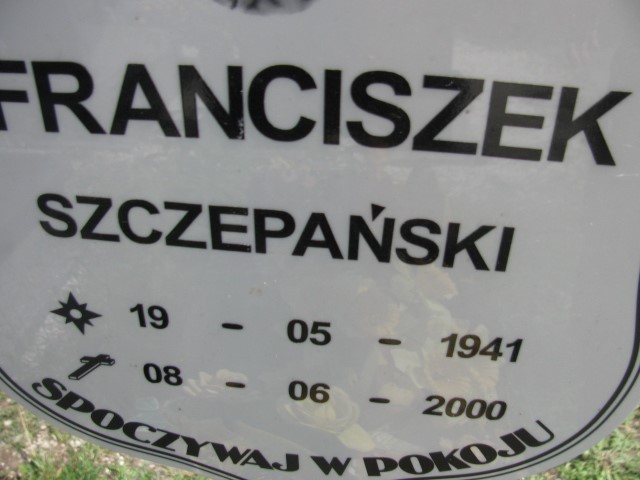 FRANCISZEK
SZCZEPAŃSKI
19 - 05 - 1941
08 - 06 - 2000
SPOCZYWAJ W POKOJU